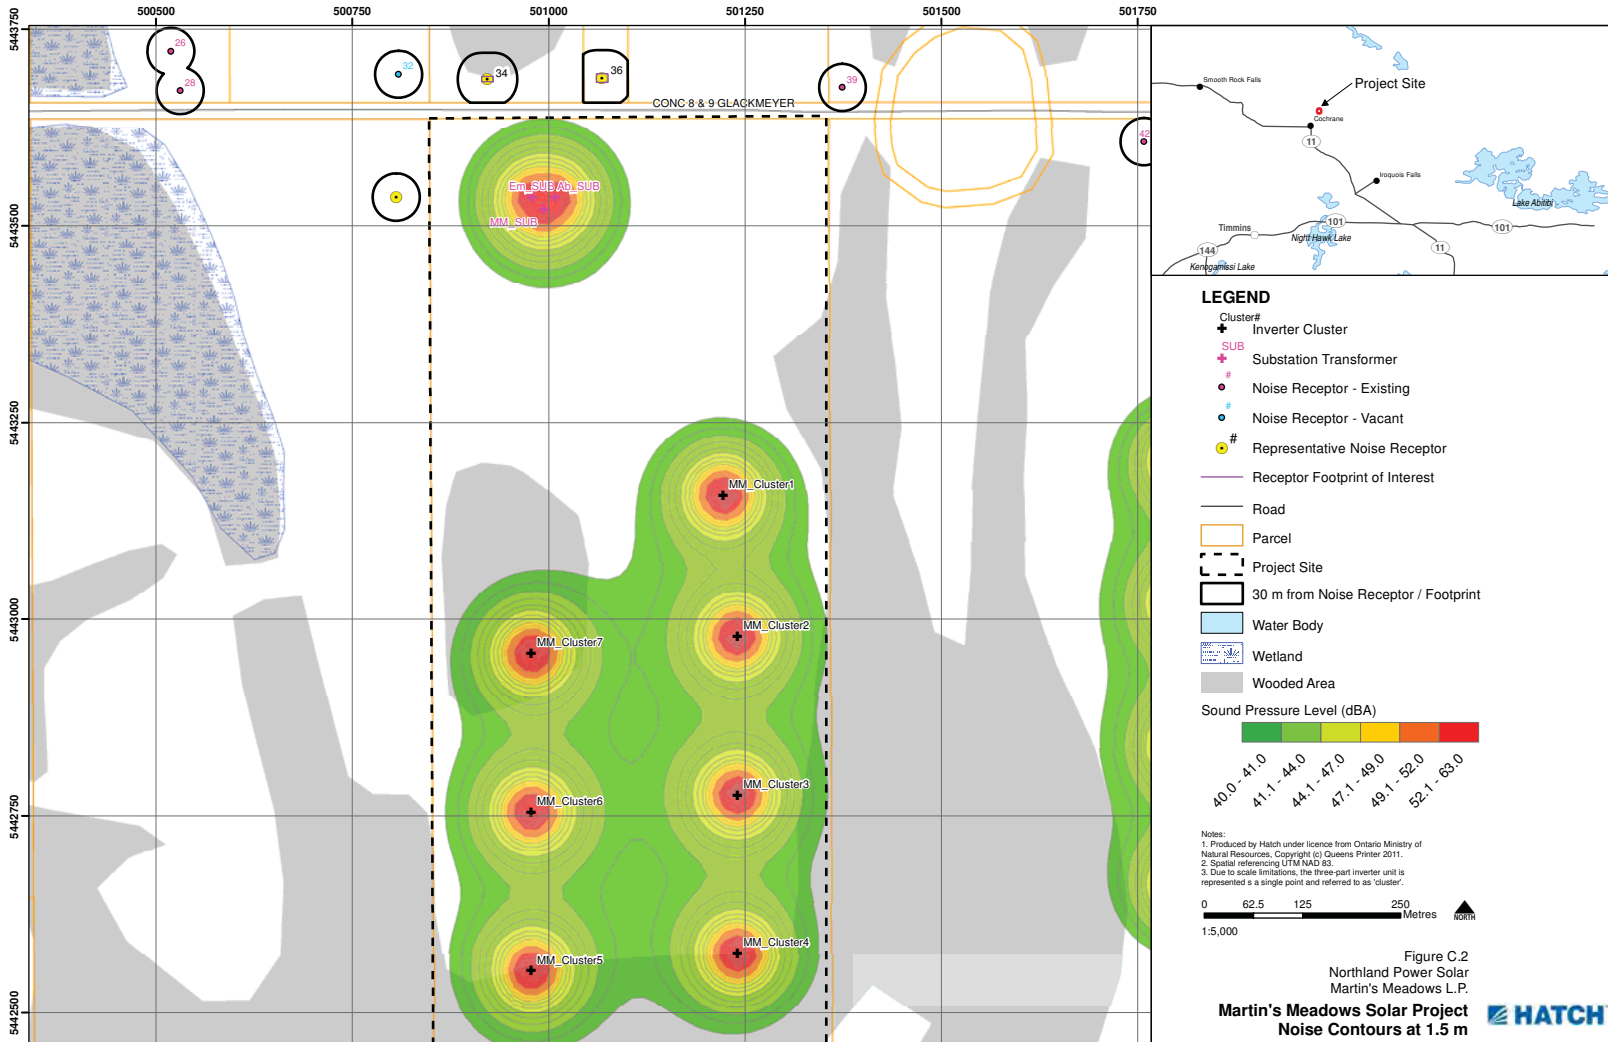 500500
500750
501000
501250
501500
501750
5443750
5443500
5443250
5443000
5442750
5442500
26
28
32
34
36
39
42
CONC 8 & 9 GLACKMEYER
Em_SUB
Ab_SUB
MM_SUB
MM_Cluster1
MM_Cluster2
MM_Cluster7
MM_Cluster3
MM_Cluster6
MM_Cluster4
MM_Cluster5
Smooth Rock Falls
Project Site
Cochrane
11
Iroquois Falls
Lake Abitibi
Timmins
101
101
Night Hawk Lake
11
144
Kenogamissi Lake
LEGEND
Cluster#
Inverter Cluster
SUB
Substation Transformer
#
Noise Receptor - Existing
#
Noise Receptor - Vacant
#
Representative Noise Receptor
Receptor Footprint of Interest
Road
Parcel
Project Site
30 m from Noise Receptor / Footprint
Water Body
Wetland
Wooded Area
Sound Pressure Level (dBA)
40.0 - 41.0
41.1 - 44.0
44.1 - 47.0
47.1 - 49.0
49.1 - 52.0
52.1 - 63.0
Notes:
1. Produced by Hatch under licence from Ontario Ministry of
Natural Resources, Copyright (c) Queens Printer 2011.
2. Spatial referencing UTM NAD 83.
3. Due to scale limitations, the three-part inverter unit is
represented s a single point and referred to as 'cluster'.
0 62.5 125 250
Metres
NORTH
1:5,000
Figure C.2
Northland Power Solar
Martin's Meadows L.P.
Martin's Meadows Solar Project
Noise Contours at 1.5 m
HATCH